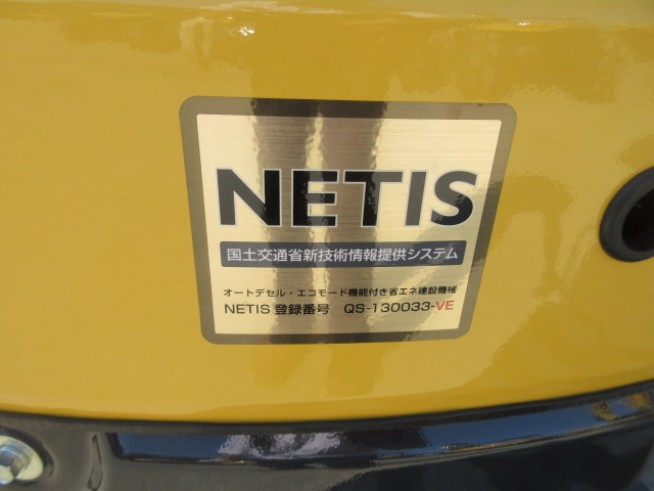 NETIS
国土交通省新技術情報提供システム
オートデセル・エコモード機能付き省エネ建設機械
NETIS 登録番号 QS-130033-VE